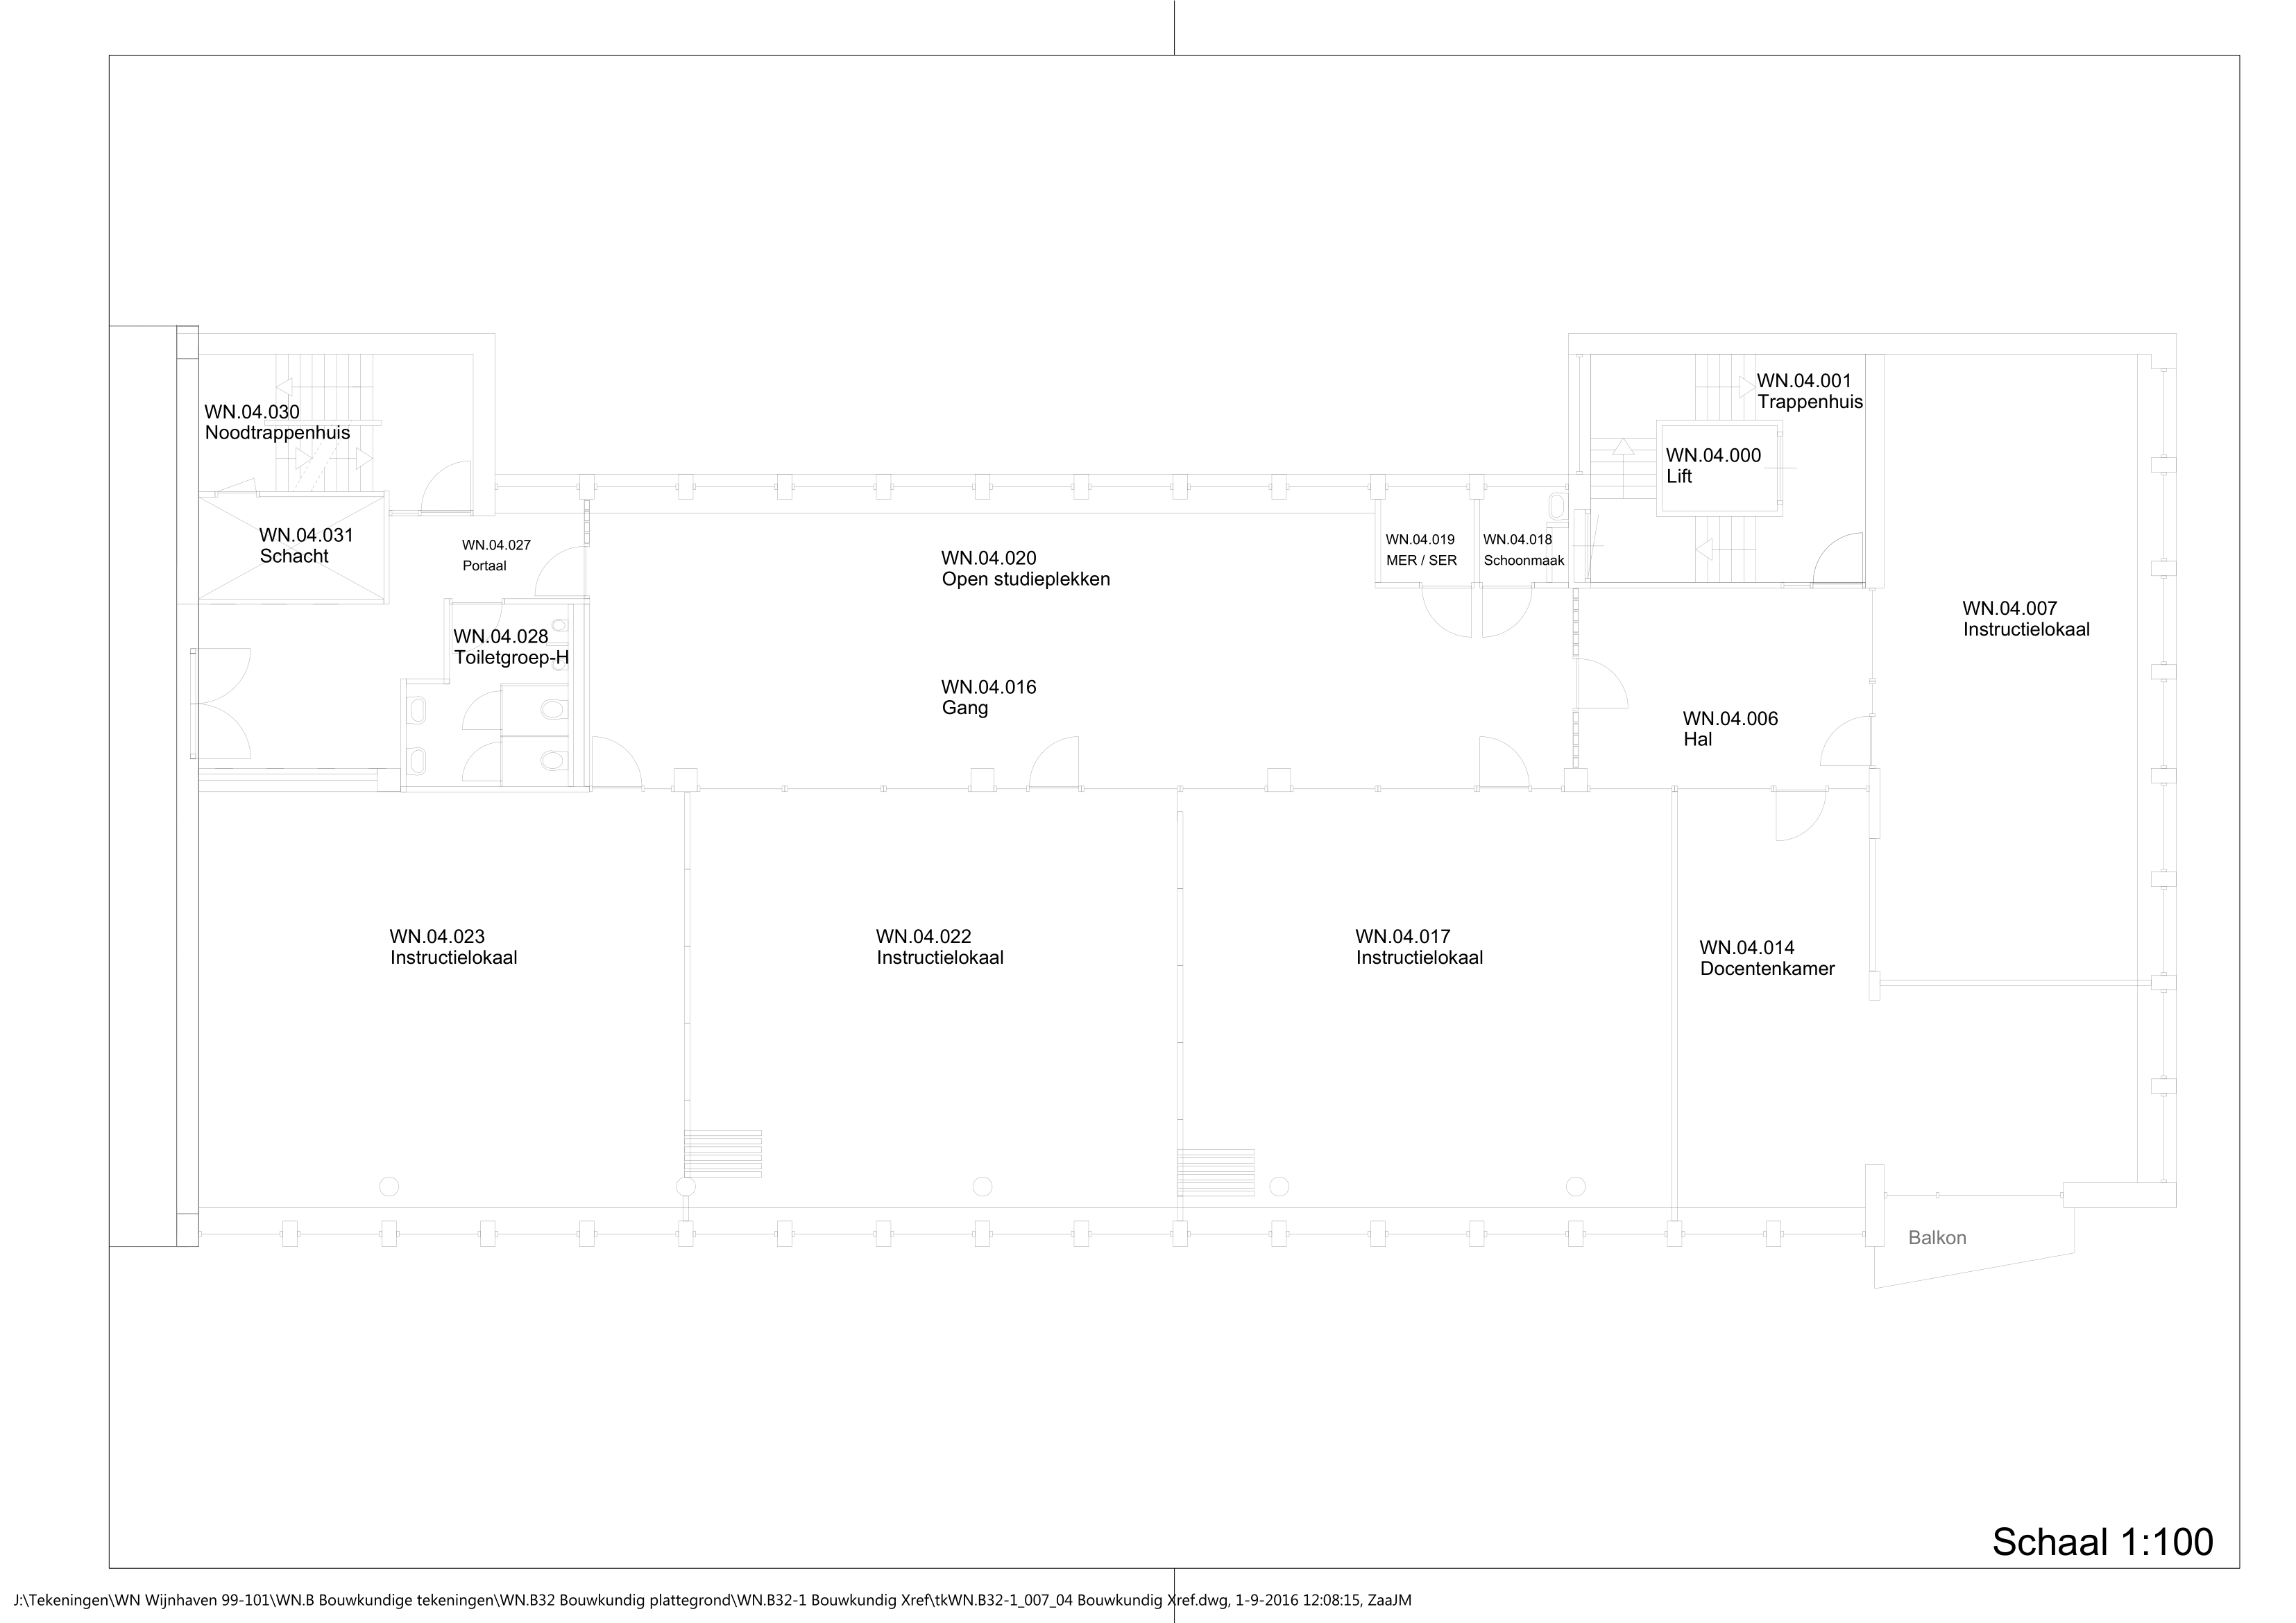 WN.04.001
Trappenhuis
WN.04.030
Noodtrappenhuis
WN.04.000
Lift
WN.04.031
Schacht
WN.04.027
Portaal
WN.04.020
Open studieplekken
WN.04.019
MER / SER
WN.04.018
Schoonmaak
WN.04.007
Instructielokaal
WN.04.028
Toiletgroep-H
WN.04.016
Gang
WN.04.006
Hal
WN.04.023
Instructielokaal
WN.04.022
Instructielokaal
WN.04.017
Instructielokaal
WN.04.014
Docentenkamer
Balkon
Schaal 1:100
J:\Tekeningen\WN Wijnhaven 99-101\WN.B Bouwkundige tekeningen\WN.B32 Bouwkundig plattegrond\WN.B32-1 Bouwkundig Xref\tkWN.B32-1_007_04 Bouwkundig Xref.dwg, 1-9-2016 12:08:15, ZaaJM